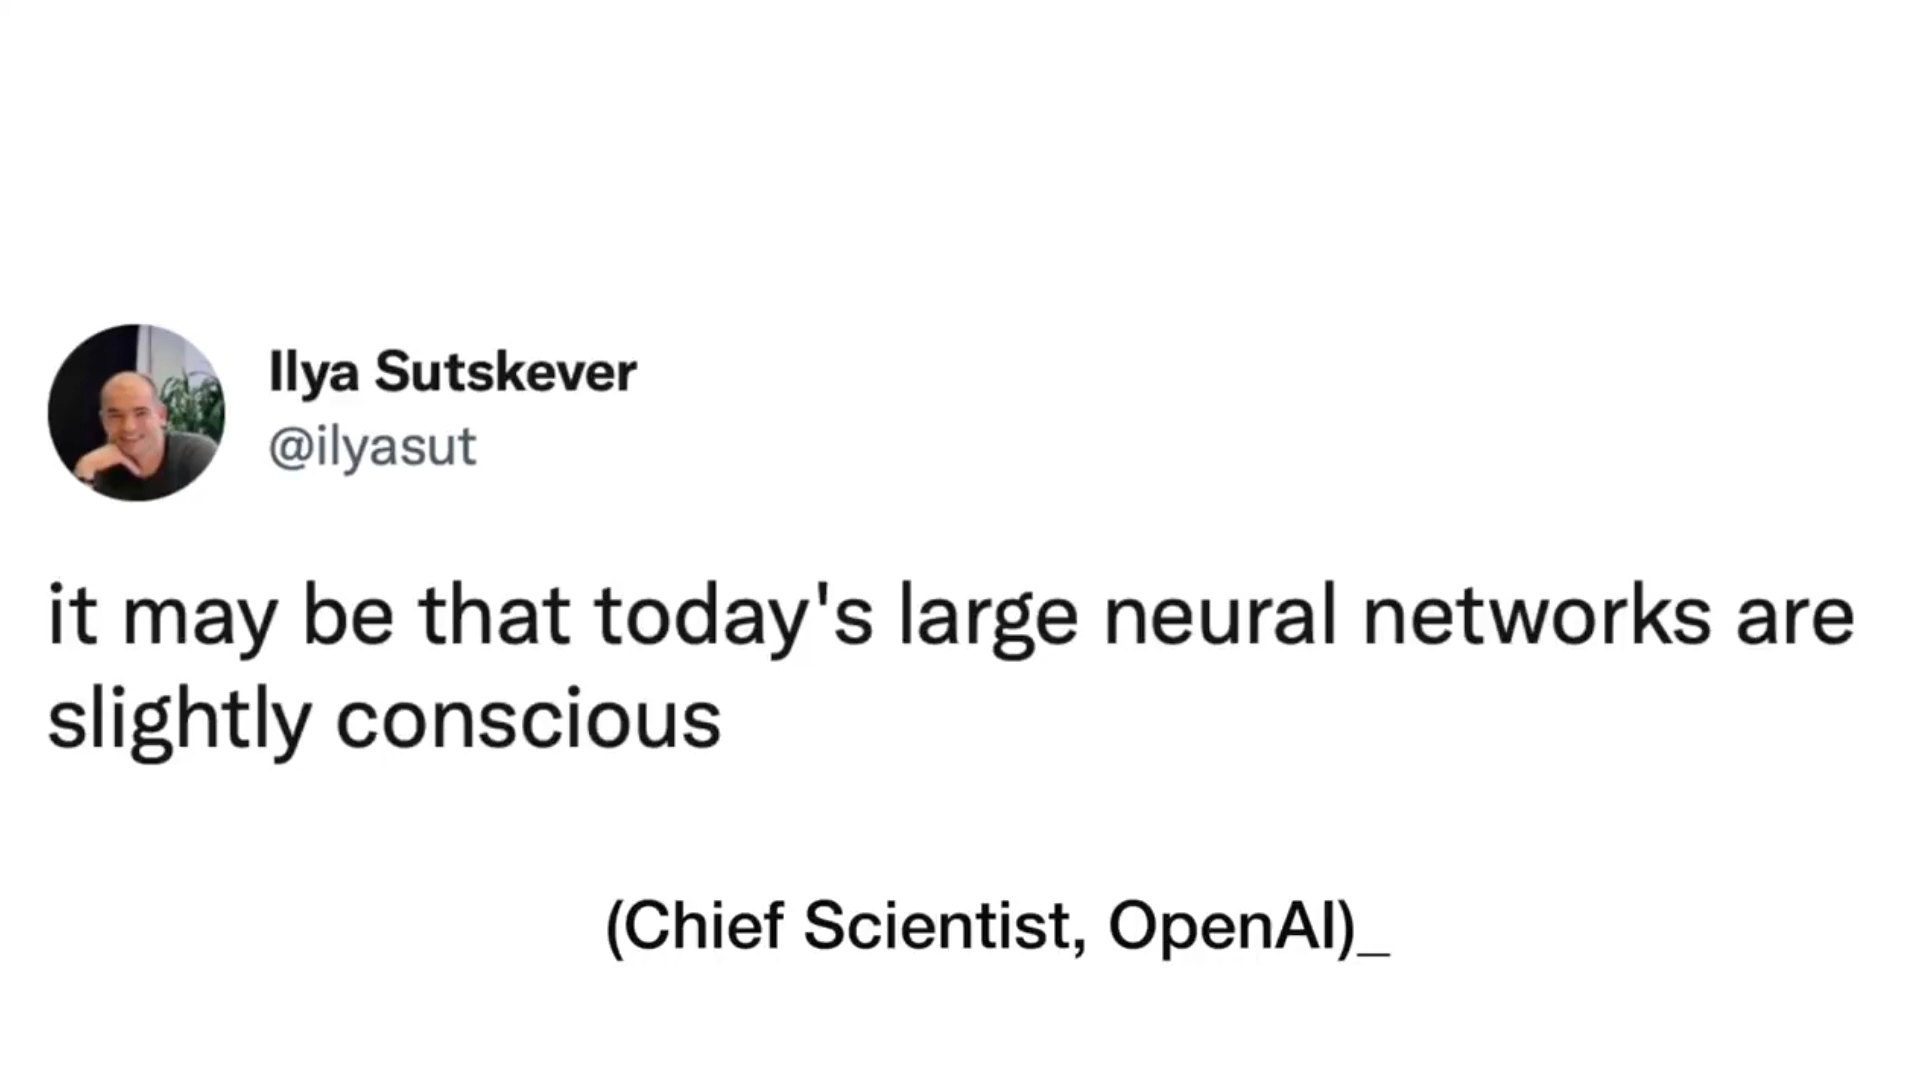 Ilya Sutskever
@ilyasut
it may be that today's large neural networks are
slightly conscious
(Chief Scientist, OpenAI)_